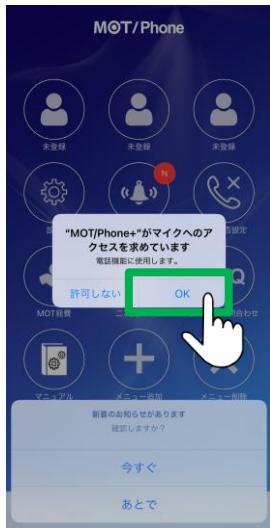 MOT/Phone
未登録
未登録
未登録
N
"MOT/Phone+"がマイクへのア
クセスを求めています
電話機能に使用します。
許可しない
OK
MOT経費
マニュアル
メニュー追加
メニュー削除
新着のお知らせがあります
確認しますか？
今すぐ
あとで